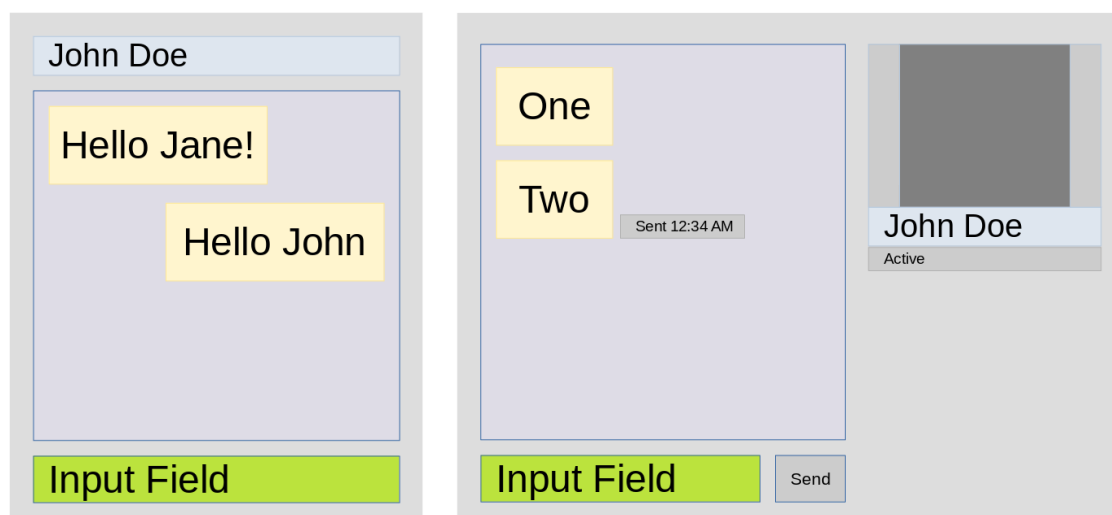 John Doe
Hello Jane!
Hello John
Input Field
One
Two
Sent 12:34 AM
Input Field
Send
John Doe
Active